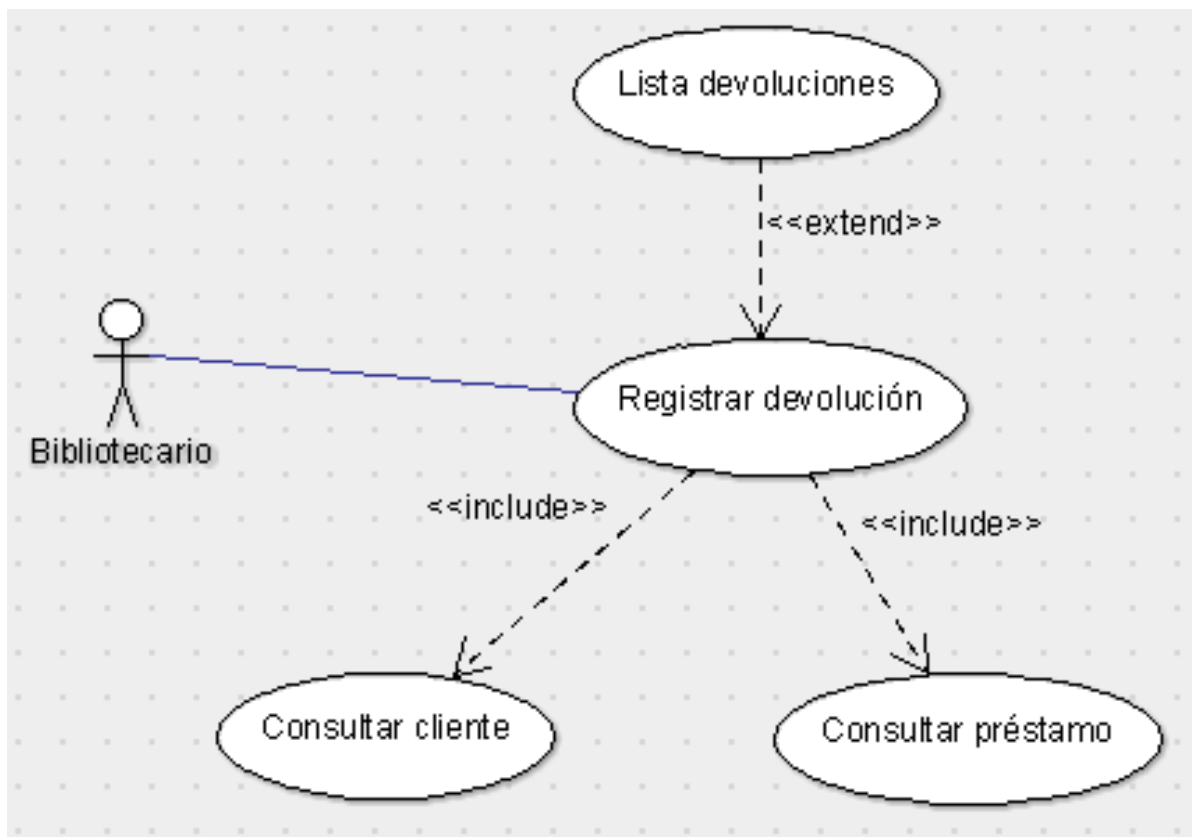 Lista devoluciones
<<extend>>
Registrar devolución
Bibliotecario
<<include>>
<<include>>
Consultar cliente
Consultar préstamo